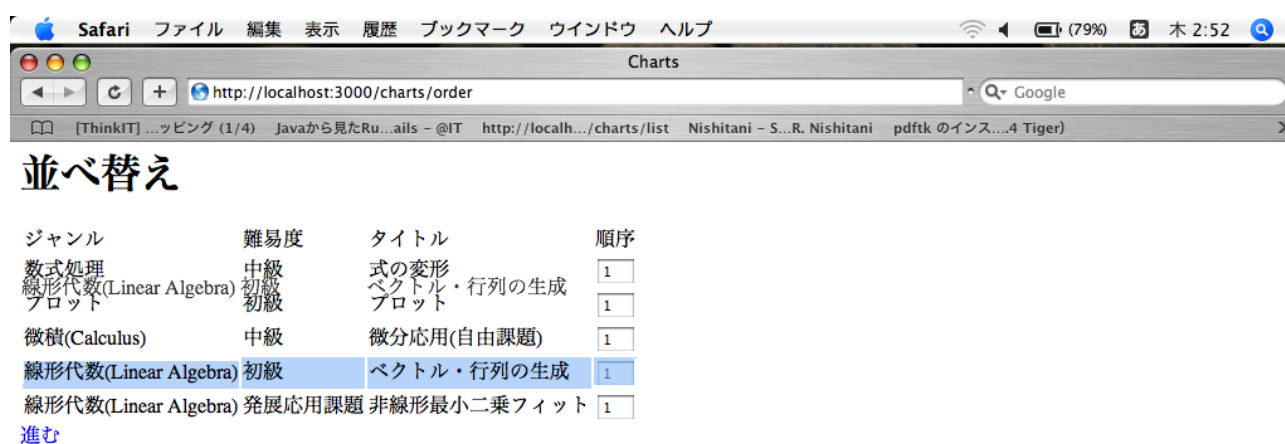 Safari ファイル 編集 表示 履歴 ブックマーク ウインドウ ヘルプ (79%) あ 木 2:52
Charts
http://localhost:3000/charts/order Google
[ThinkIT] ...ッピング (1/4) Javaから見たRu...ails – @IT http://localh.../charts/list Nishitani – S...R. Nishitani pdftk のインス....4 Tiger)
並べ替え
ジャンル 難易度 タイトル 順序
数式処理 中級 式の変形 1
線形代数(Linear Algebra) 初級 ベクトル・行列の生成
プロット 初級 プロット 1
微積(Calculus) 中級 微分応用(自由課題) 1
線形代数(Linear Algebra) 初級 ベクトル・行列の生成 1
線形代数(Linear Algebra) 発展応用課題 非線形最小二乗フィット 1
進む